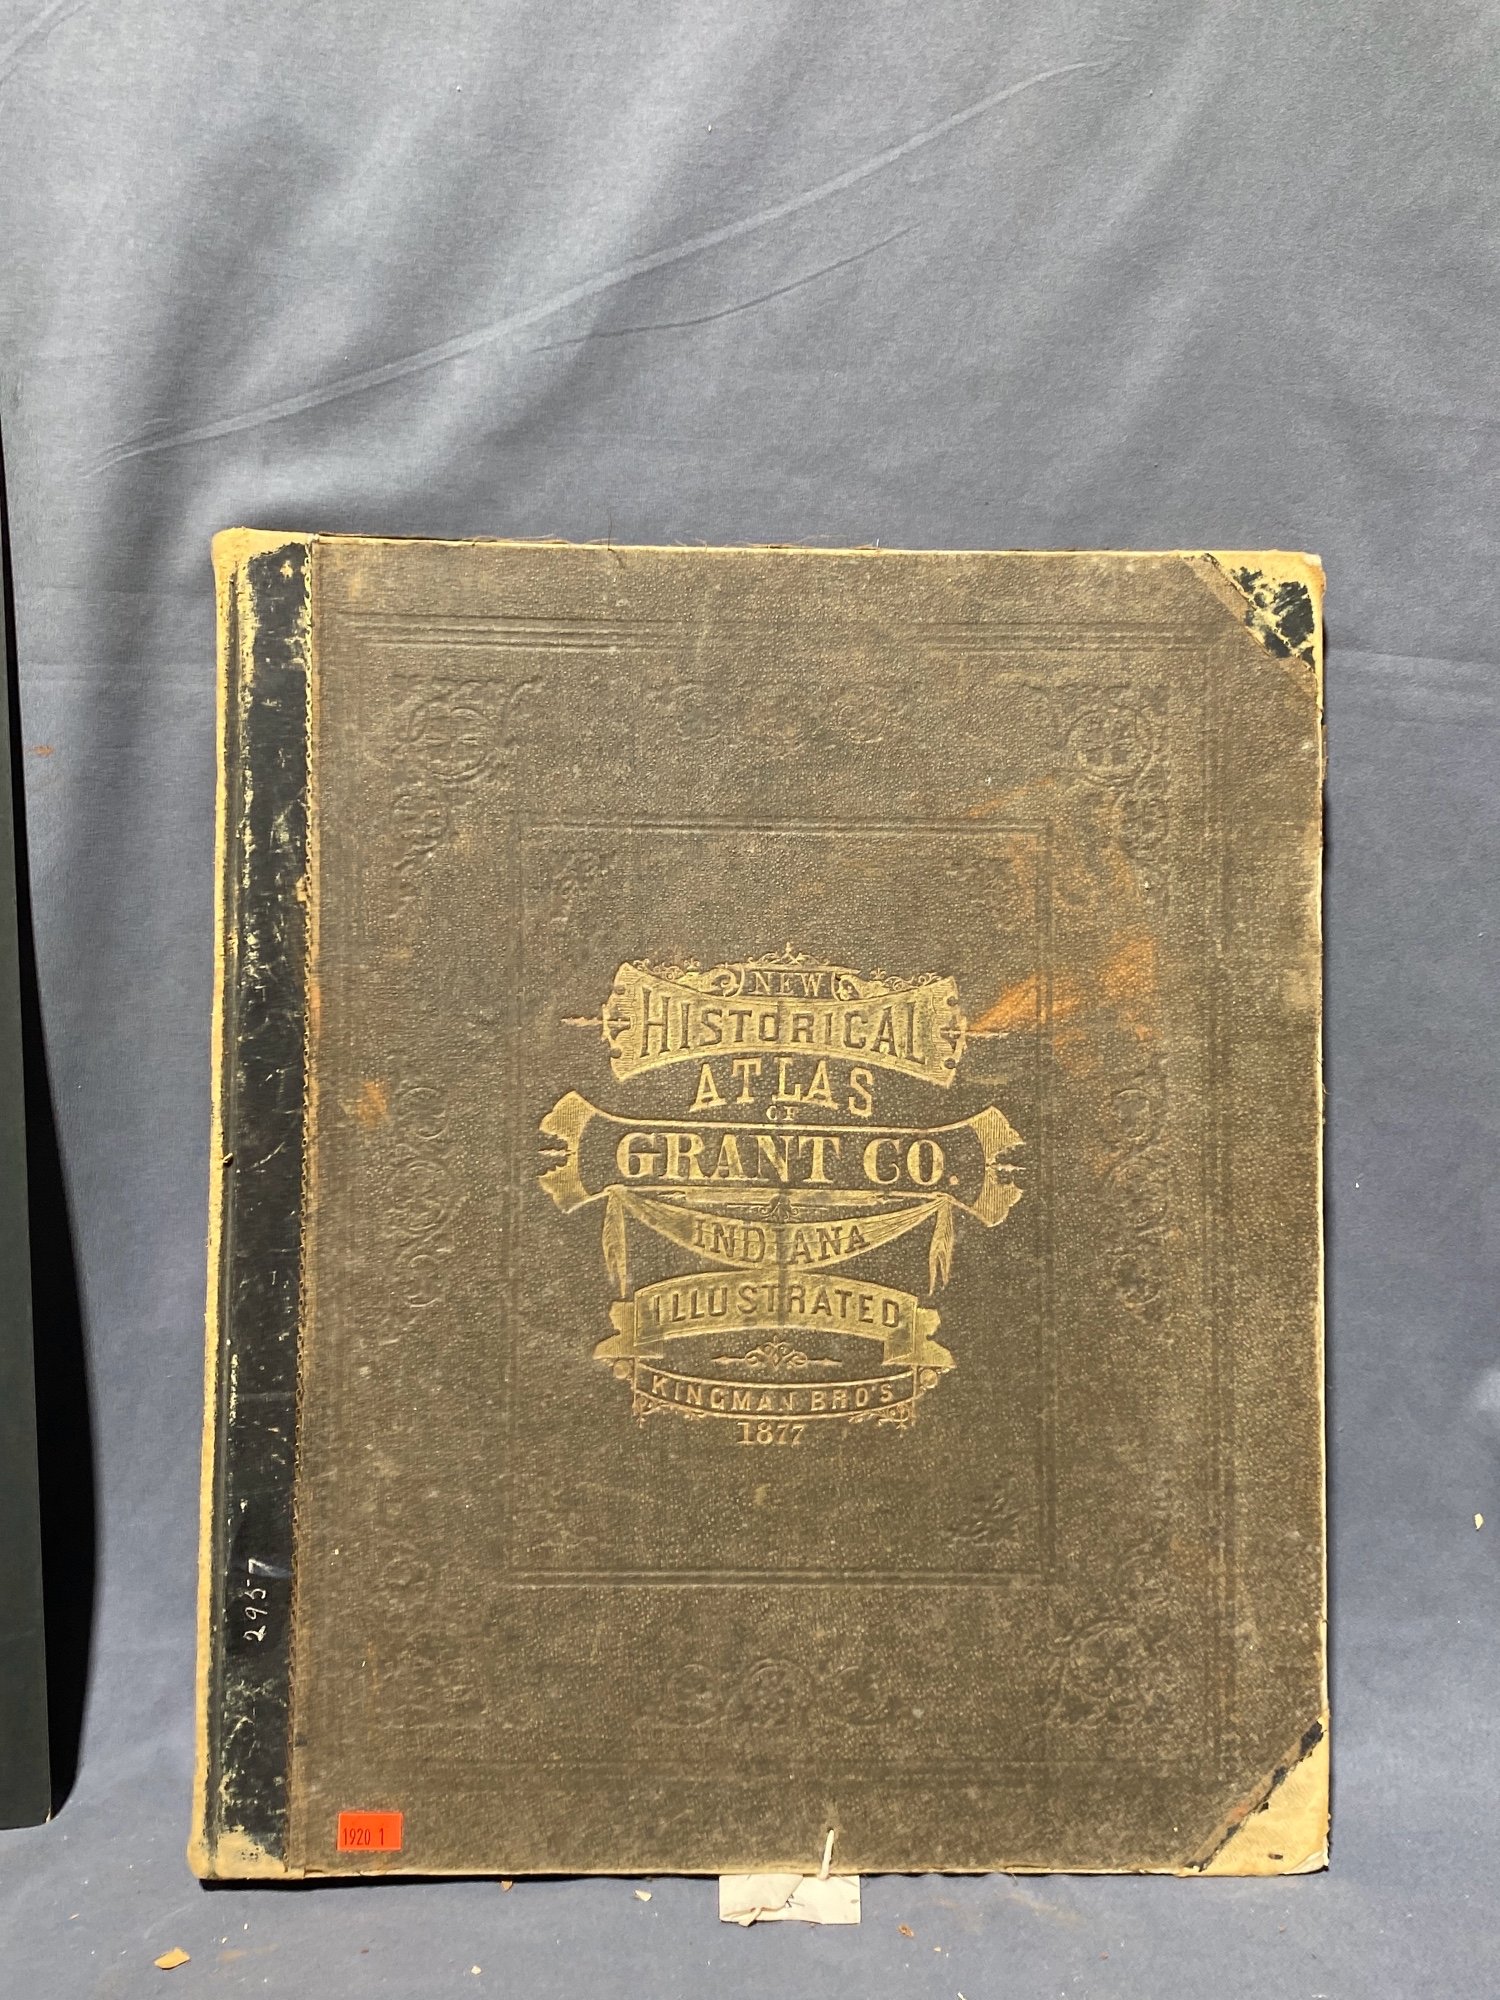 NEW
HISTORICAL
ATLAS
OF
GRANT CO.
INDIANA
ILLUSTRATED
KINGMAN BRO'S
1877
2957
1920 1